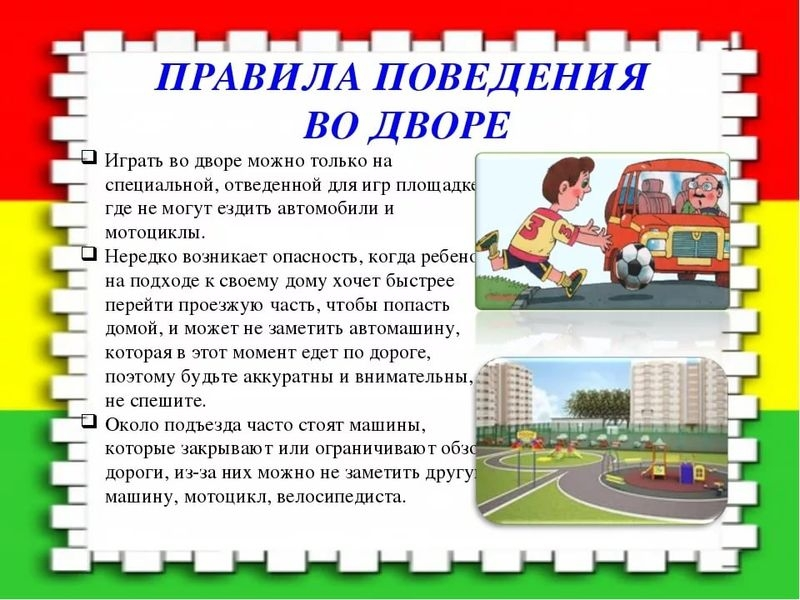 ПРАВИЛА ПОВЕДЕНИЯ
ВО ДВОРЕ
Играть во дворе можно только на
специальной, отведенной для игр площадке
где не могут ездить автомобили и
мотоциклы.
Нередко возникает опасность, когда ребено
на подходе к своему дому хочет быстрее
перейти проезжую часть, чтобы попасть
домой, и может не заметить автомашину,
которая в этот момент едет по дороге,
поэтому будьте аккуратны и внимательны,
не спешите.
Около подъезда часто стоят машины,
которые закрывают или ограничивают обзо
дороги, из-за них можно не заметить другу
машину, мотоцикл, велосипедиста.
3
3